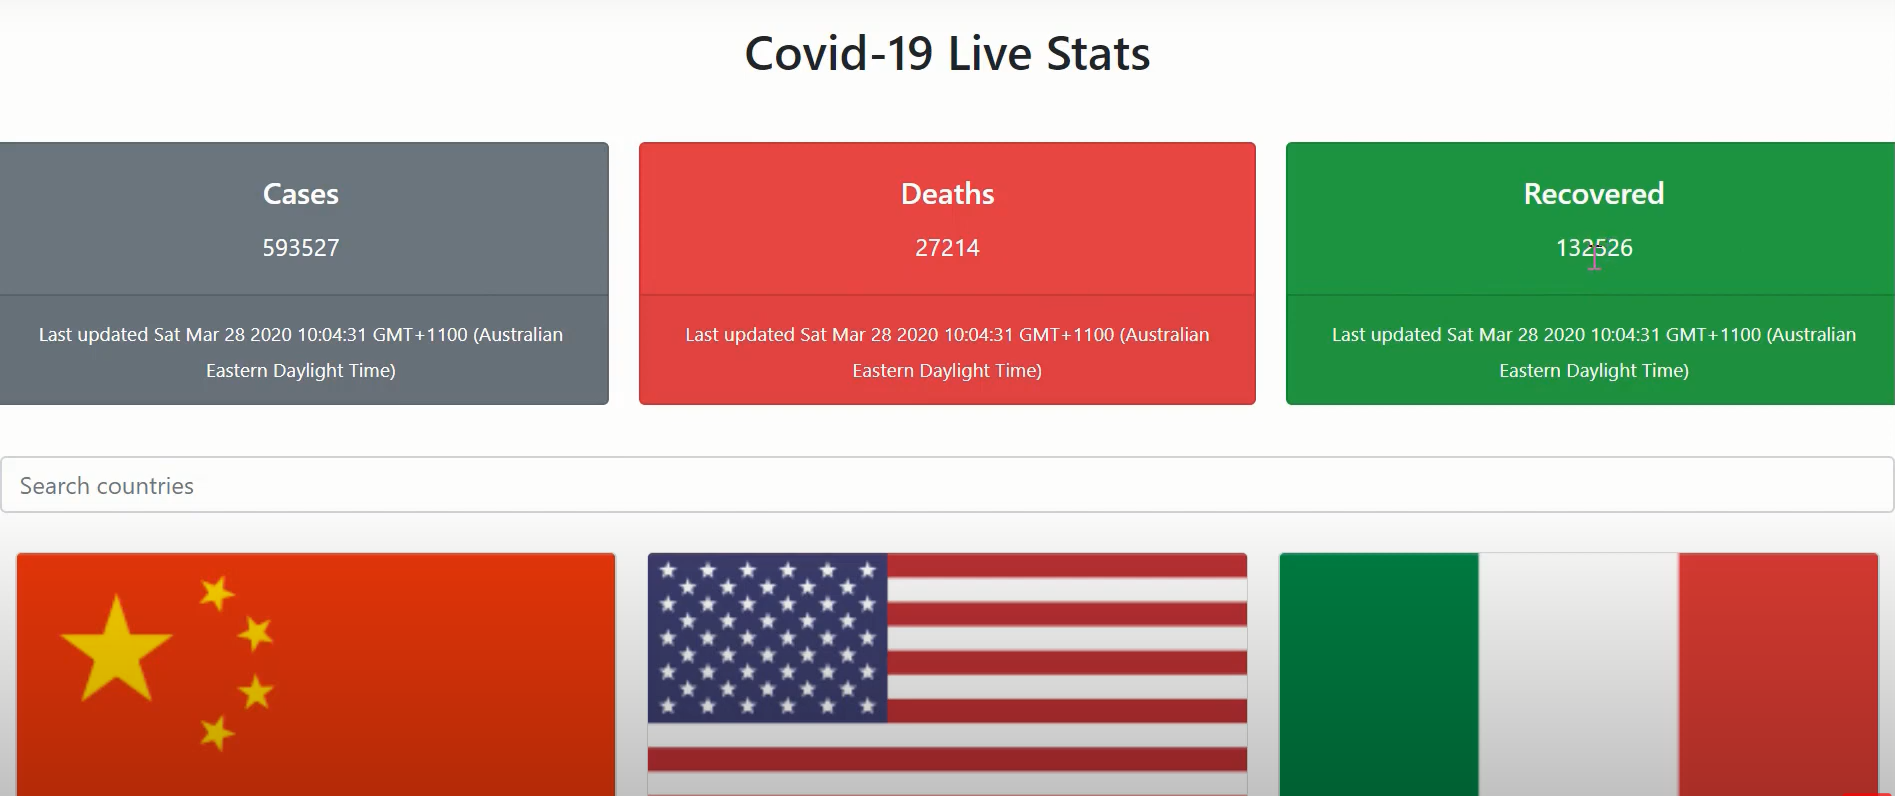 Covid-19 Live Stats
Cases
593527
Last updated Sat Mar 28 2020 10:04:31 GMT+1100 (Australian
Eastern Daylight Time)
Deaths
27214
Last updated Sat Mar 28 2020 10:04:31 GMT+1100 (Australian
Eastern Daylight Time)
Recovered
132526
Last updated Sat Mar 28 2020 10:04:31 GMT+1100 (Australian
Eastern Daylight Time)
Search countries